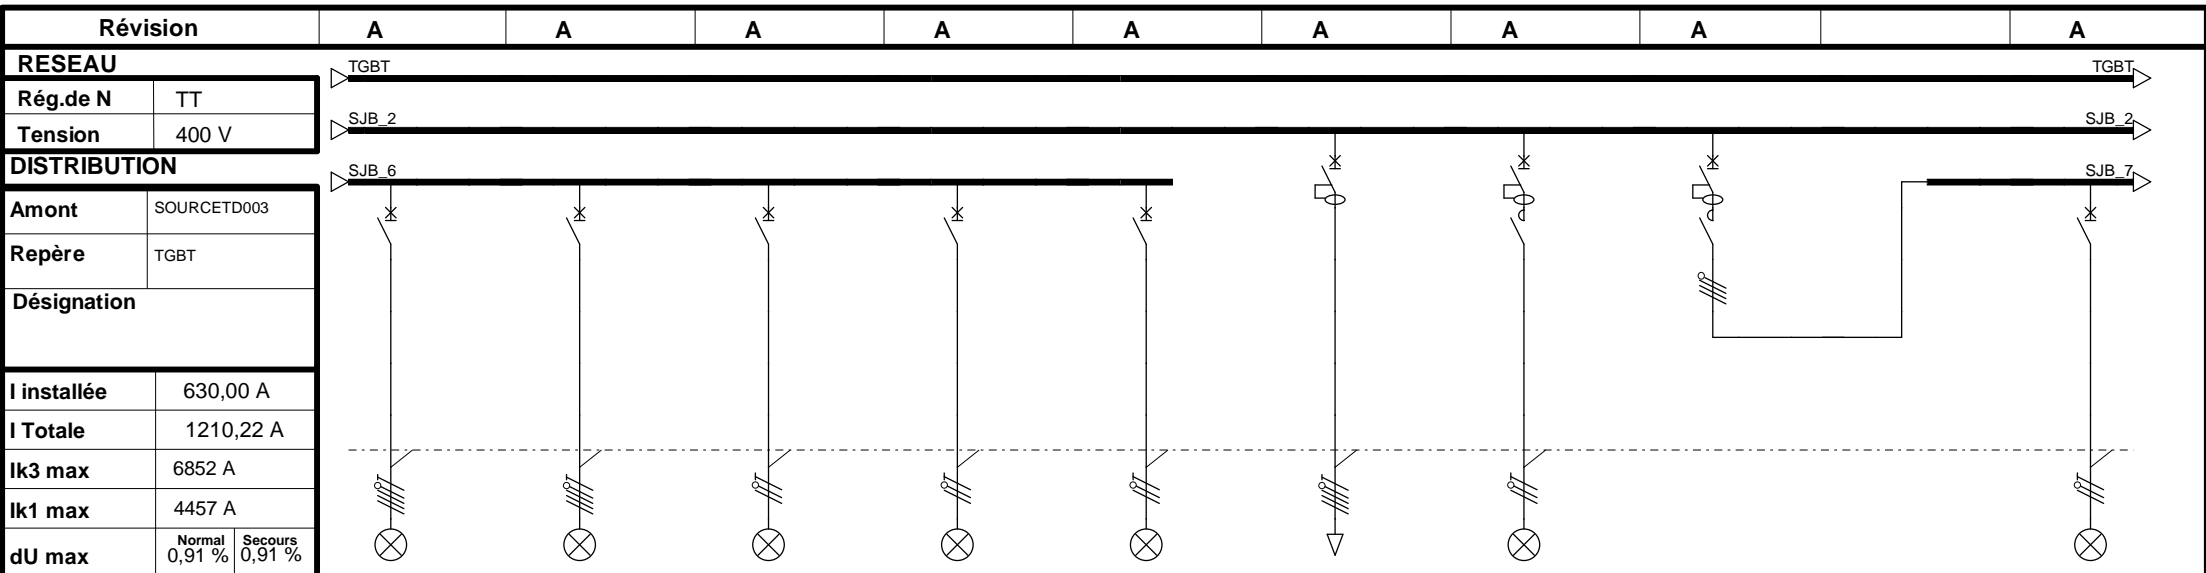 Révision A A A A A A A A A
RESEAU
TGBT TGBT
Rég.de N TT
SJB_2 SJB_2
Tension 400 V
DISTRIBUTION
SJB_6 SJB_7
Amont SOURCETD003
Repère TGBT
Désignation
I installée 630,00 A
I Totale 1210,22 A
Ik3 max 6852 A
Ik1 max 4457 A
Normal Secours
dU max 0,91 % 0,91 %